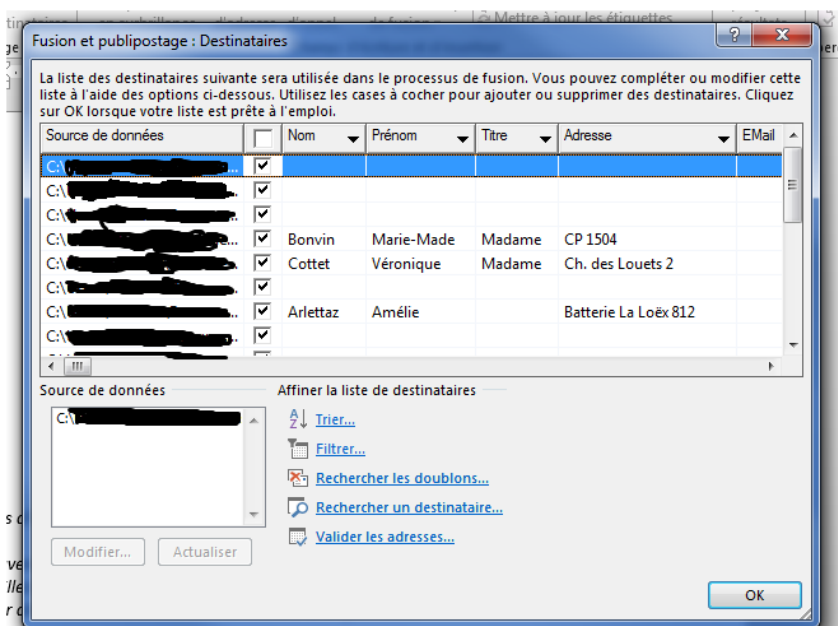 Mettre à jour les étiquettes
Fusion et publipostage : Destinataires
La liste des destinataires suivante sera utilisée dans le processus de fusion. Vous pouvez compléter ou modifier cette
liste à l'aide des options ci-dessous. Utilisez les cases à cocher pour ajouter ou supprimer des destinataires. Cliquez
sur OK lorsque votre liste est prête à l'emploi.
Source de données Nom Prénom Titre Adresse EMail
C:\ ...
C:\
C:\
C:\ ... Bonvin Marie-Made Madame CP 1504
C:\ Cottet Véronique Madame Ch. des Louets 2
C:\
C:\ Arlettaz Amélie Batterie La Loëx 812
C:\
Source de données Affiner la liste de destinataires
C:\
Trier...
Filtrer...
Rechercher les doublons...
Rechercher un destinataire...
Valider les adresses...
Modifier... Actualiser
OK